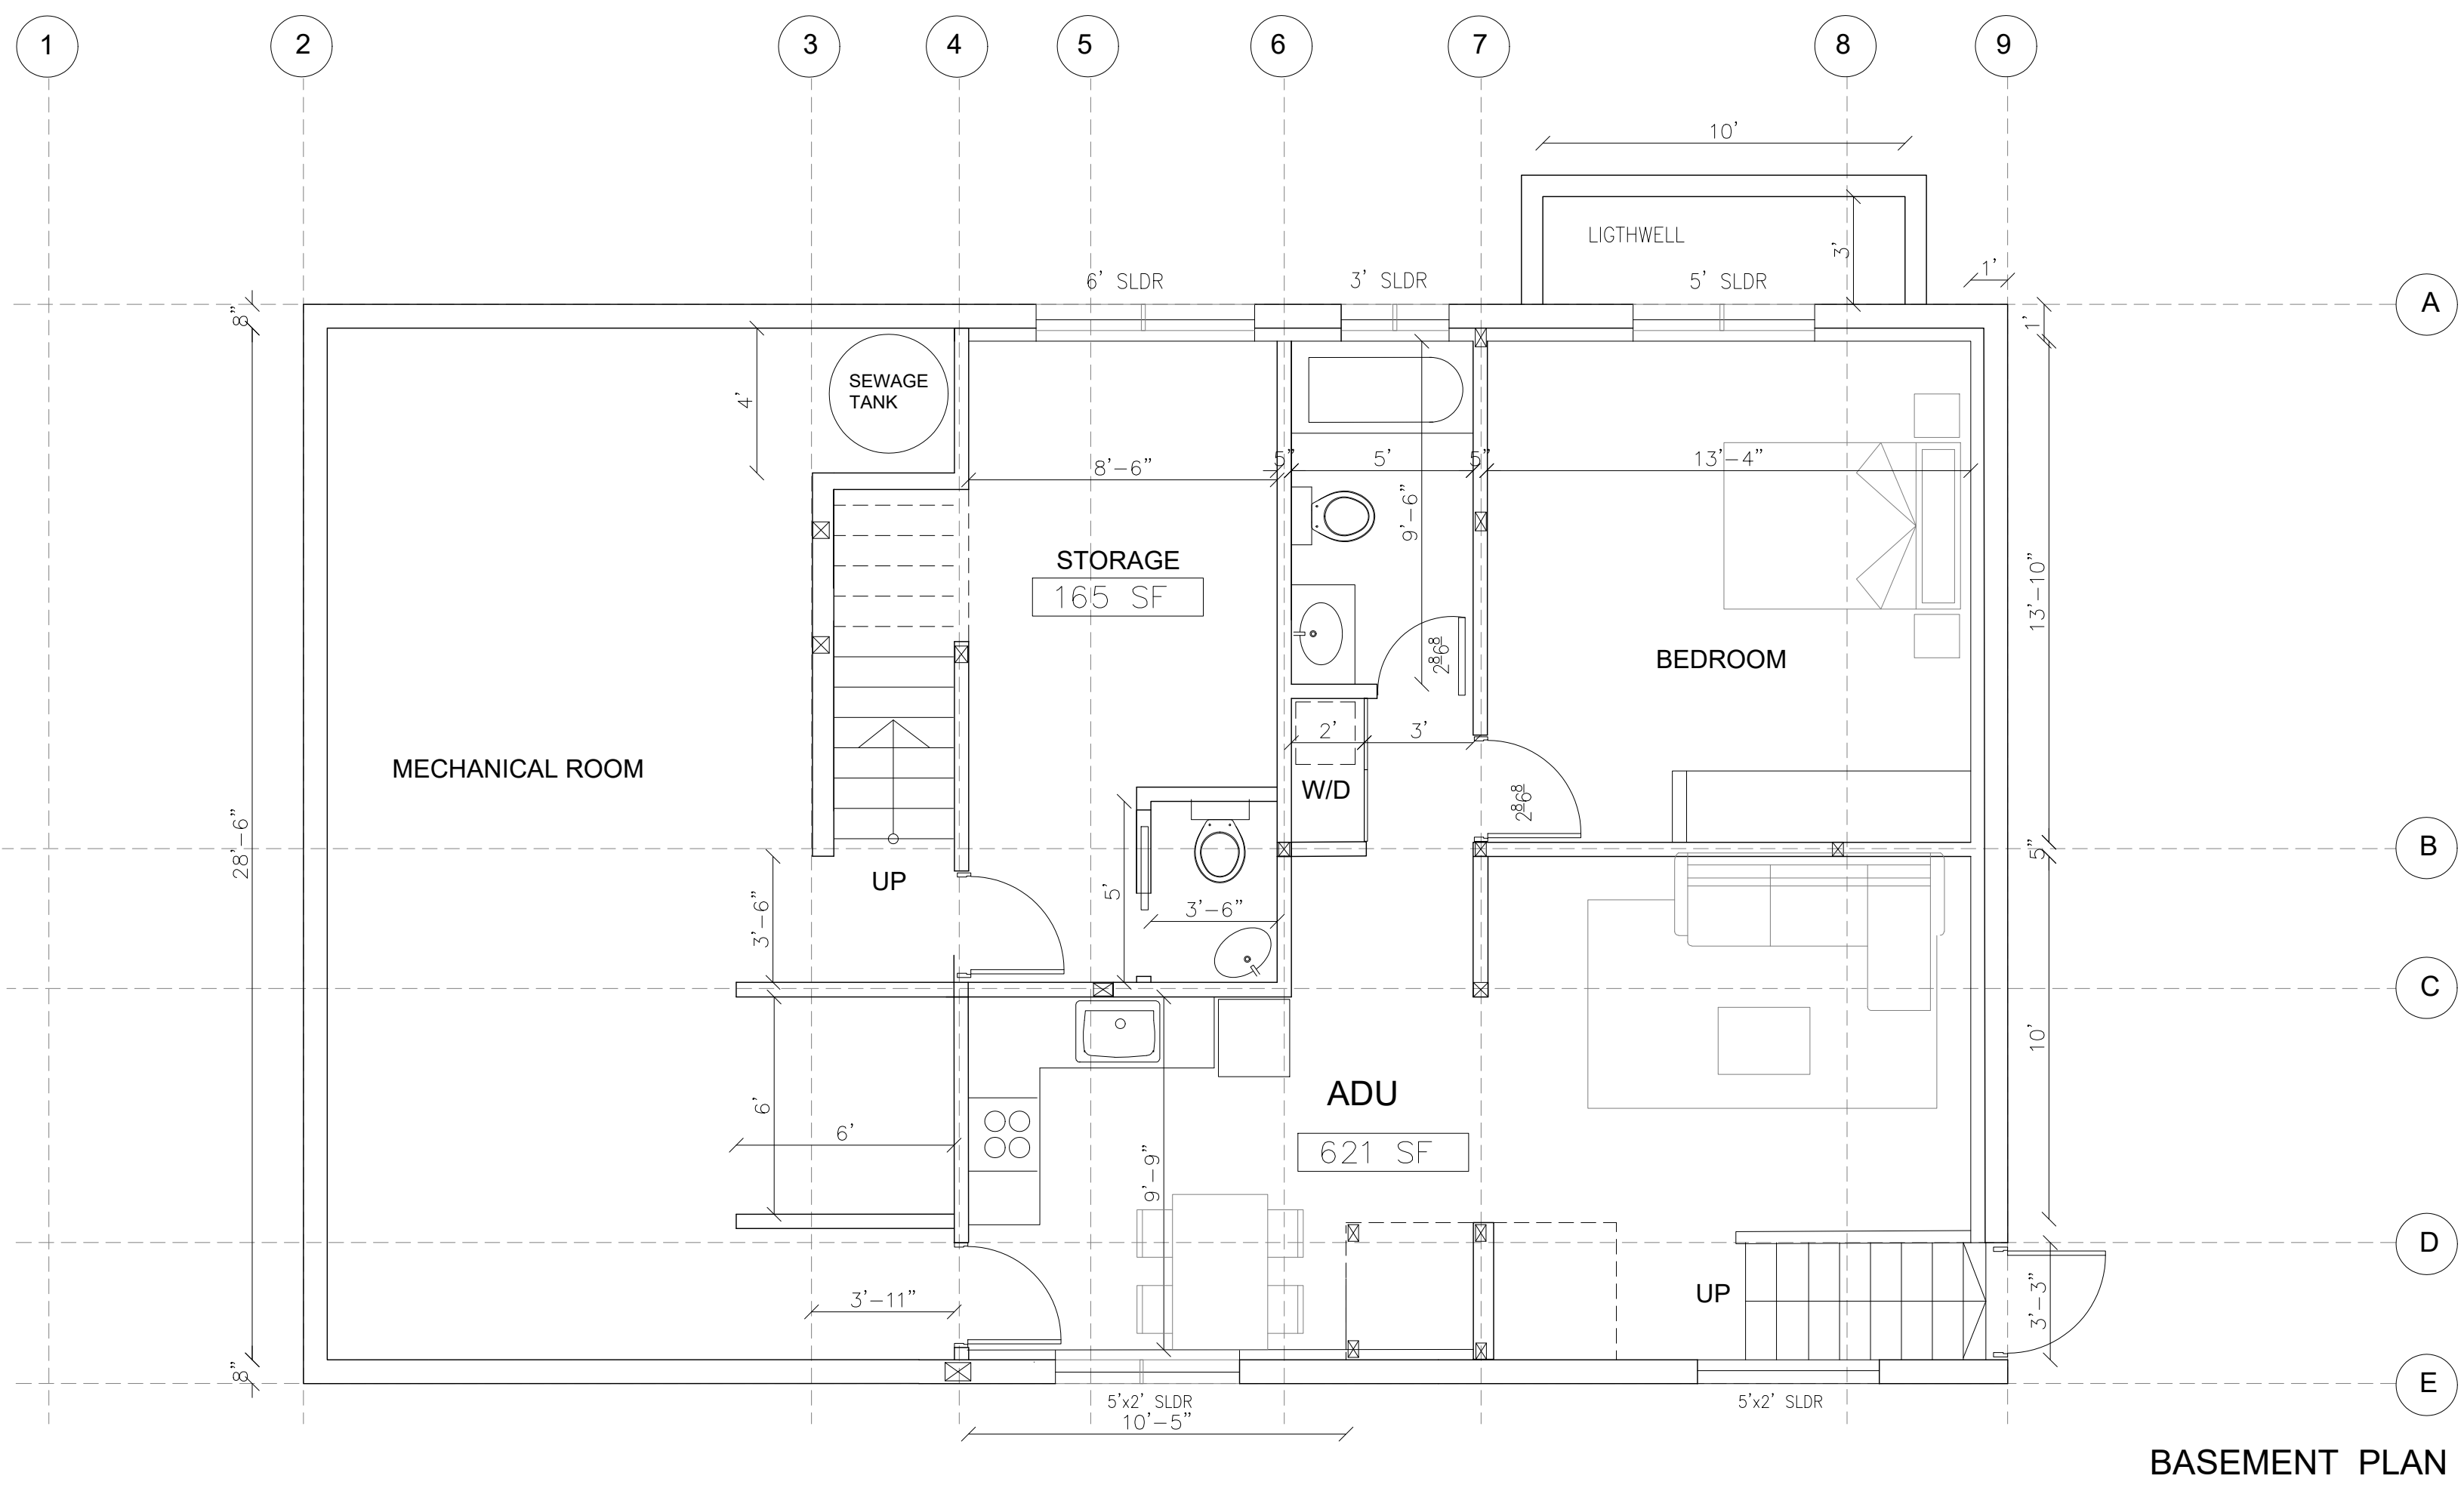 1 2 3 4 5 6 7 8 9
10'
LIGTHWELL
3'
1'
6' SLDR 3' SLDR 5' SLDR
A
8"
1'
SEWAGE
TANK
4'
8'-6" 5" 5' 5" 13'-4"
9'-6"
STORAGE
165 SF
13'-10"
2868
BEDROOM
2' 3'
MECHANICAL ROOM
W/D
2868
28'-6"
B
5"
UP
5'
3'-6"
3'-6"
C
10'
ADU
6'
6'
621 SF
9'-9"
D
UP
3'-11"
3'-3"
8"
E
5'x2' SLDR
10'-5"
5'x2' SLDR
BASEMENT PLAN